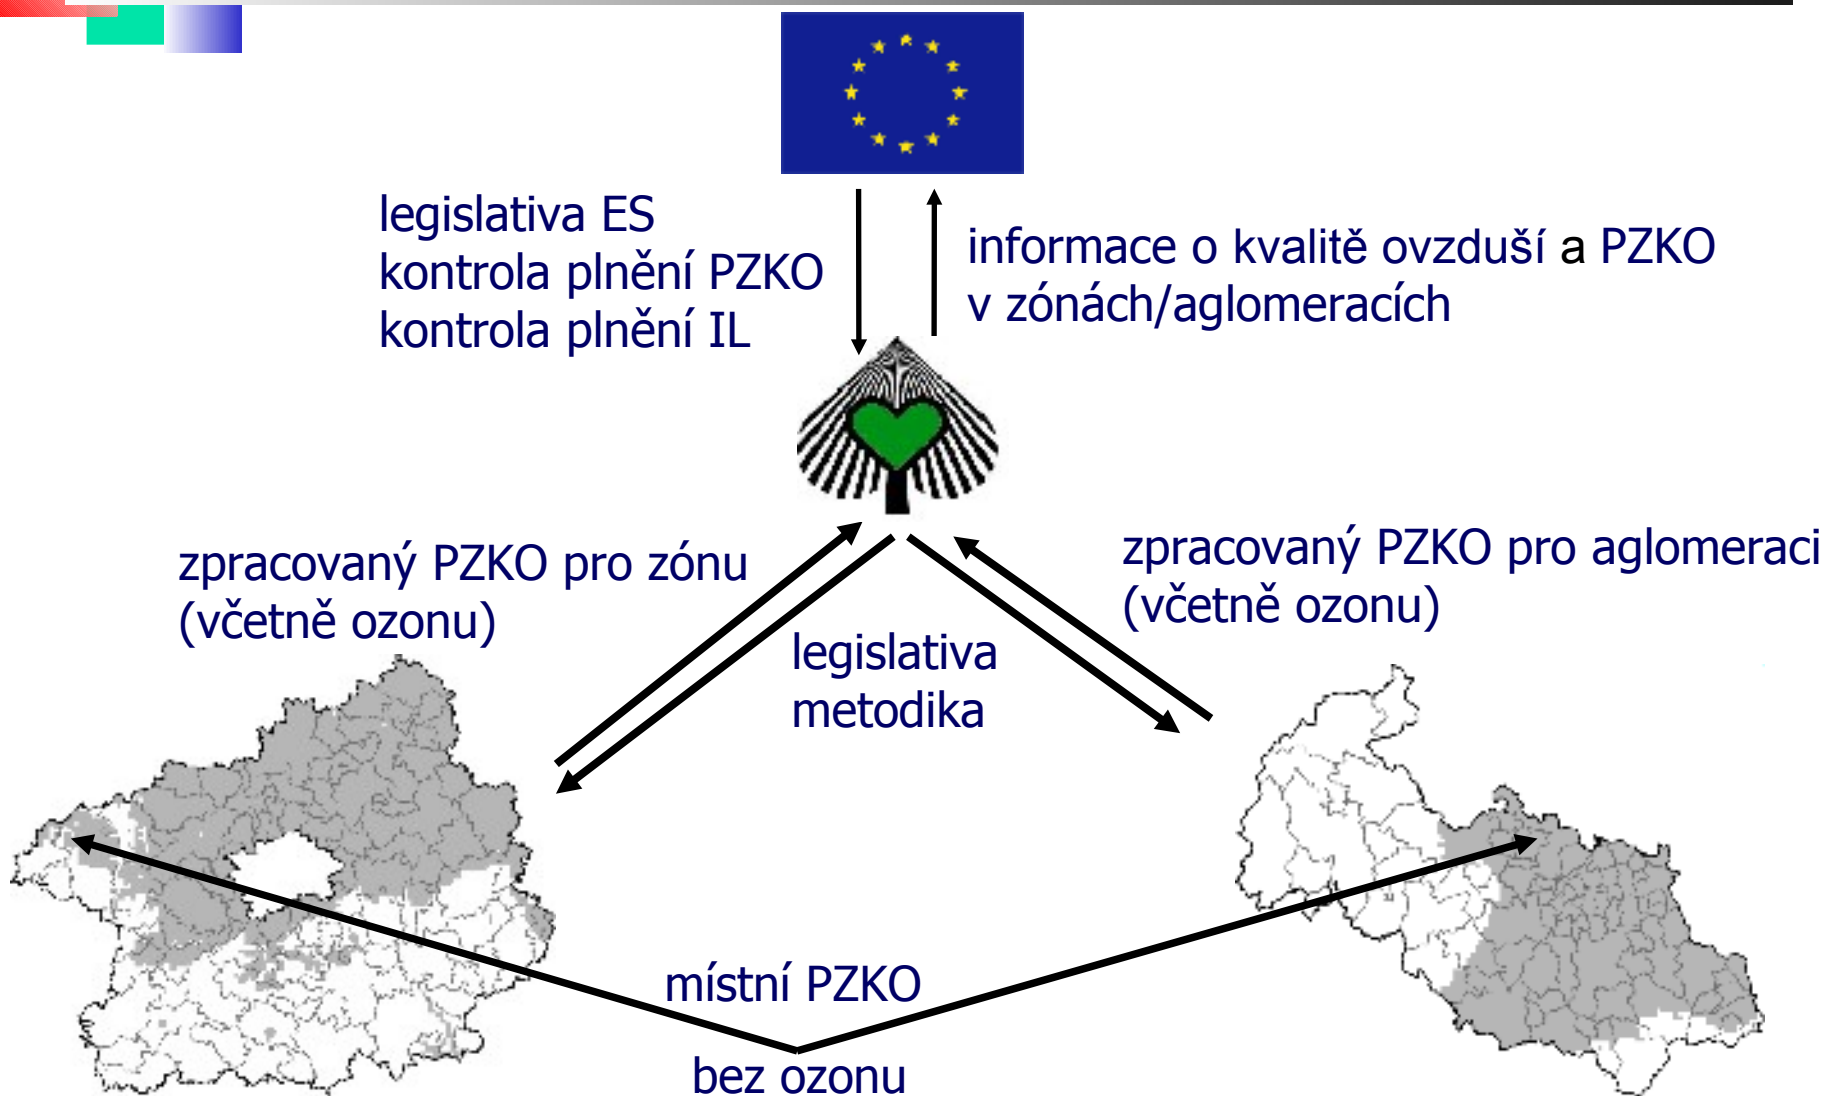 legislativa ES
kontrola plnění PZKO
kontrola plnění IL
informace o kvalitě ovzduší a PZKO
v zónách/aglomeracích
zpracovaný PZKO pro zónu
(včetně ozonu)
zpracovaný PZKO pro aglomeraci
(včetně ozonu)
legislativa
metodika
místní PZKO
bez ozonu